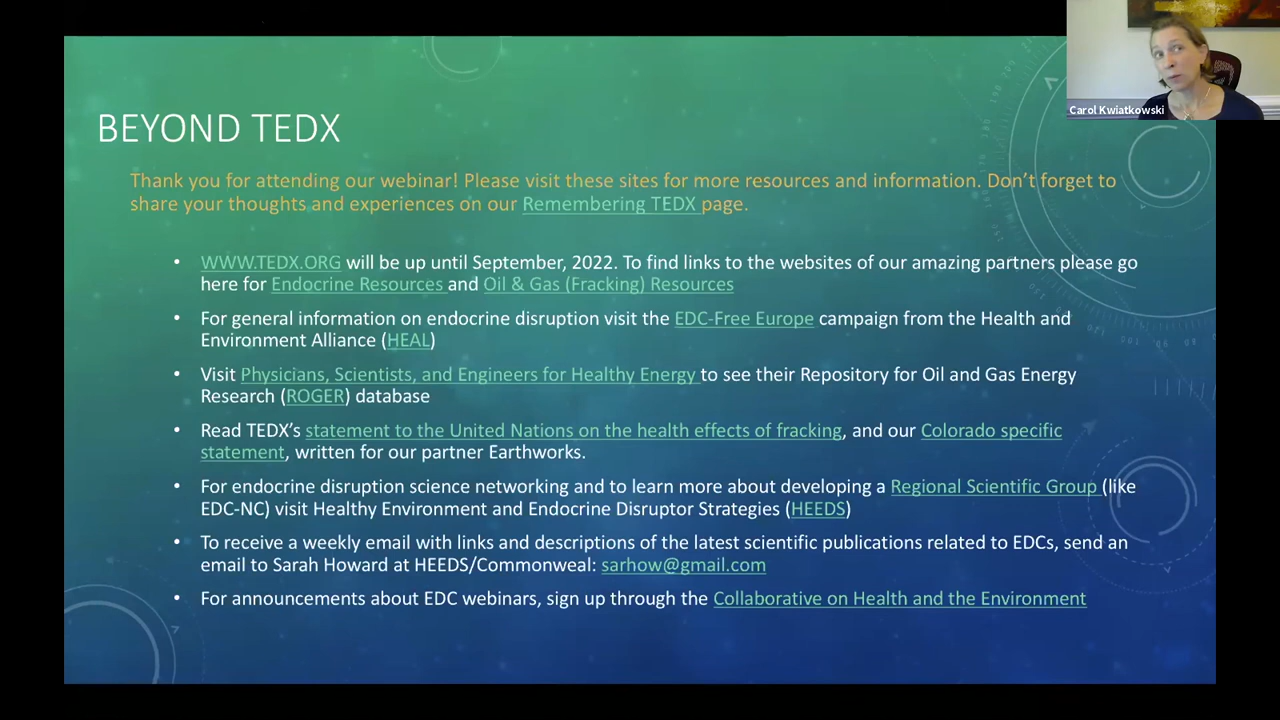 Carol Kwiatkowski
BEYOND TEDX
Thank you for attending our webinar! Please visit these sites for more resources and information. Don’t forget to
share your thoughts and experiences on our Remembering TEDX page.
• WWW.TEDX.ORG will be up until September, 2022. To find links to the websites of our amazing partners please go
here for Endocrine Resources and Oil & Gas (Fracking) Resources
• For general information on endocrine disruption visit the EDC-Free Europe campaign from the Health and
Environment Alliance (HEAL)
• Visit Physicians, Scientists, and Engineers for Healthy Energy to see their Repository for Oil and Gas Energy
Research (ROGER) database
• Read TEDX’s statement to the United Nations on the health effects of fracking, and our Colorado specific
statement, written for our partner Earthworks.
• For endocrine disruption science networking and to learn more about developing a Regional Scientific Group (like
EDC-NC) visit Healthy Environment and Endocrine Disruptor Strategies (HEEDS)
• To receive a weekly email with links and descriptions of the latest scientific publications related to EDCs, send an
email to Sarah Howard at HEEDS/Commonweal: sarhow@gmail.com
• For announcements about EDC webinars, sign up through the Collaborative on Health and the Environment